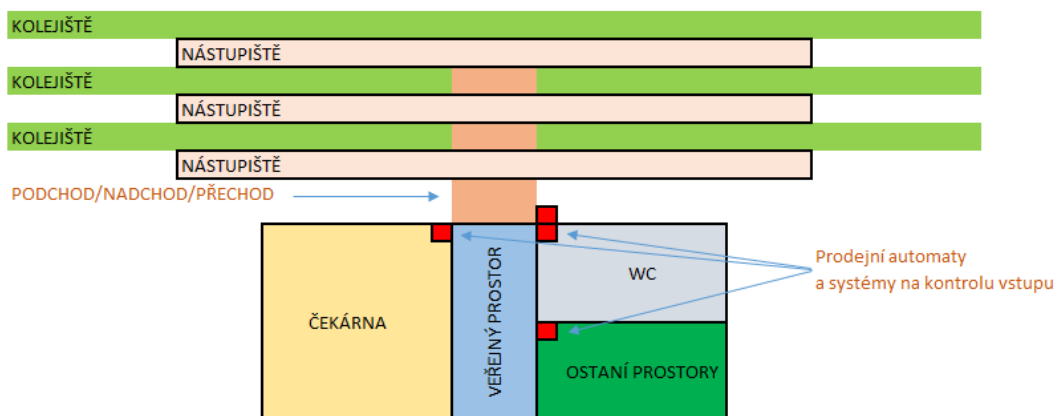 KOLEJIŠTĚ
NÁSTUPIŠTĚ
KOLEJIŠTĚ
NÁSTUPIŠTĚ
KOLEJIŠTĚ
NÁSTUPIŠTĚ
PODCHOD/NADCHOD/PŘECHOD
ČEKÁRNA
VEŘEJNÝ PROSTOR
WC
OSTANÍ PROSTORY
Prodejní automaty
a systémy na kontrolu vstupu